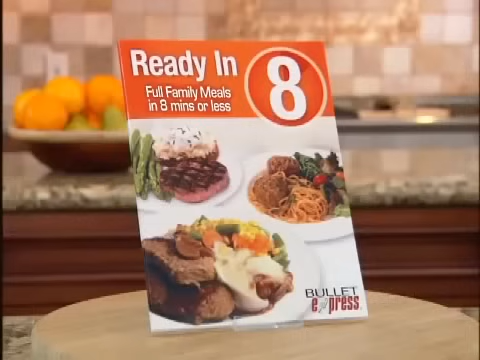 Ready In
8
Full Family Meals
in 8 mins or less
BULLET
express